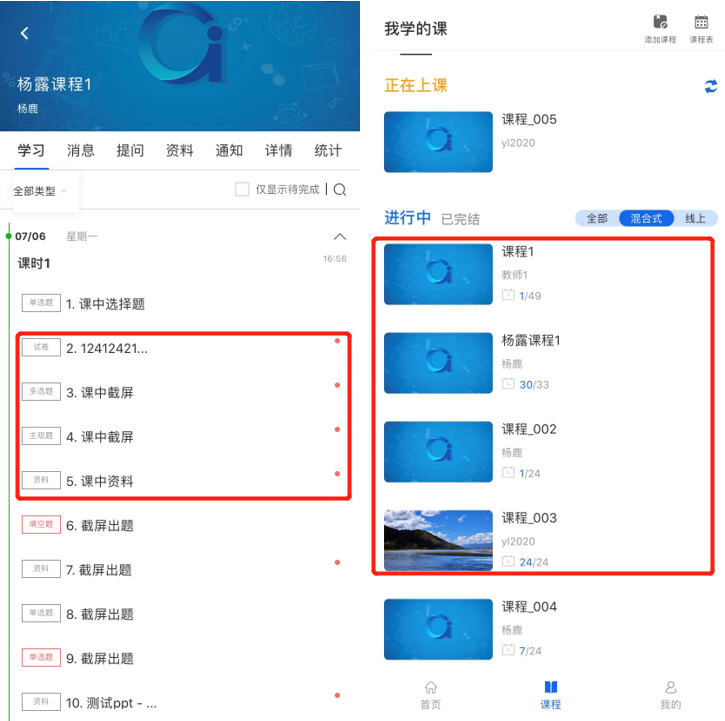 杨露课程1
杨鹿
学习 消息 提问 资料 通知 详情 统计
全部类型
仅显示待完成
07/06 星期一
课时1 16:56
单选题 1. 课中选择题
试卷 2. 12412421...
多选题 3. 课中截屏
主观题 4. 课中截屏
资料 5. 课中资料
填空题 6. 截屏出题
资料 7. 截屏出题
单选题 8. 截屏出题
单选题 9. 截屏出题
资料 10. 测试ppt - ...
我学的课
添加课程 课程表
正在上课
课程_005
yl2020
进行中 已完结 全部 混合式 线上
课程1
教师1
1/49
杨露课程1
杨鹿
30/33
课程_002
杨鹿
1/24
课程_003
yl2020
24/24
课程_004
杨鹿
7/24
首页 课程 我的